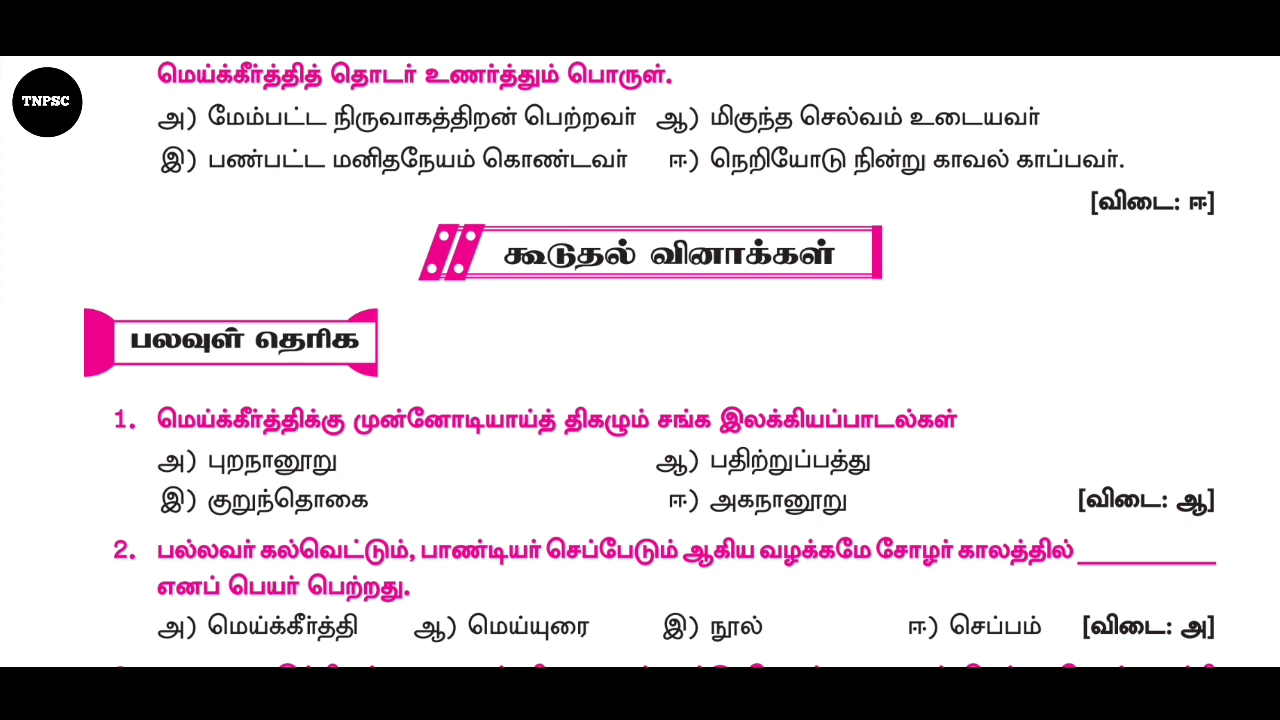 மெய்க்கீர்த்தித் தொடர் உணர்த்தும் பொருள்.
TNPSC
அ) மேம்பட்ட நிருவாகத்திறன் பெற்றவர் ஆ) மிகுந்த செல்வம் உடையவர்
இ) பண்பட்ட மனிதநேயம் கொண்டவர் ஈ) நெறியோடு நின்று காவல் காப்பவர்.
[விடை: ஈ]
கூடுதல் வினாக்கள்
பலவுள் தெரிக
1. மெய்க்கீர்த்திக்கு முன்னோடியாய்த் திகழும் சங்க இலக்கியப்பாடல்கள்
அ) புறநானூறு ஆ) பதிற்றுப்பத்து
இ) குறுந்தொகை ஈ) அகநானூறு [விடை: ஆ]
2. பல்லவர் கல்வெட்டும், பாண்டியர் செப்பேடும் ஆகிய வழக்கமே சோழர் காலத்தில் __________
எனப் பெயர் பெற்றது.
அ) மெய்க்கீர்த்தி ஆ) மெய்யுரை இ) நூல் ஈ) செப்பம் [விடை: அ]